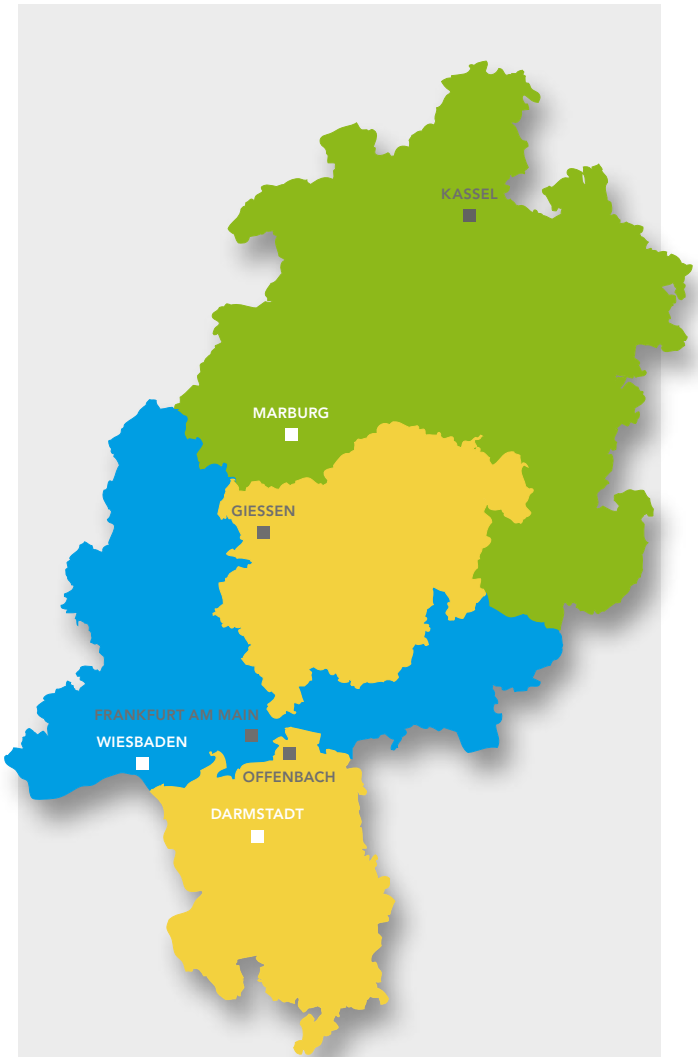 KASSEL
MARBURG
GIESSEN
FRANKFURT AM MAIN
WIESBADEN
OFFENBACH
DARMSTADT